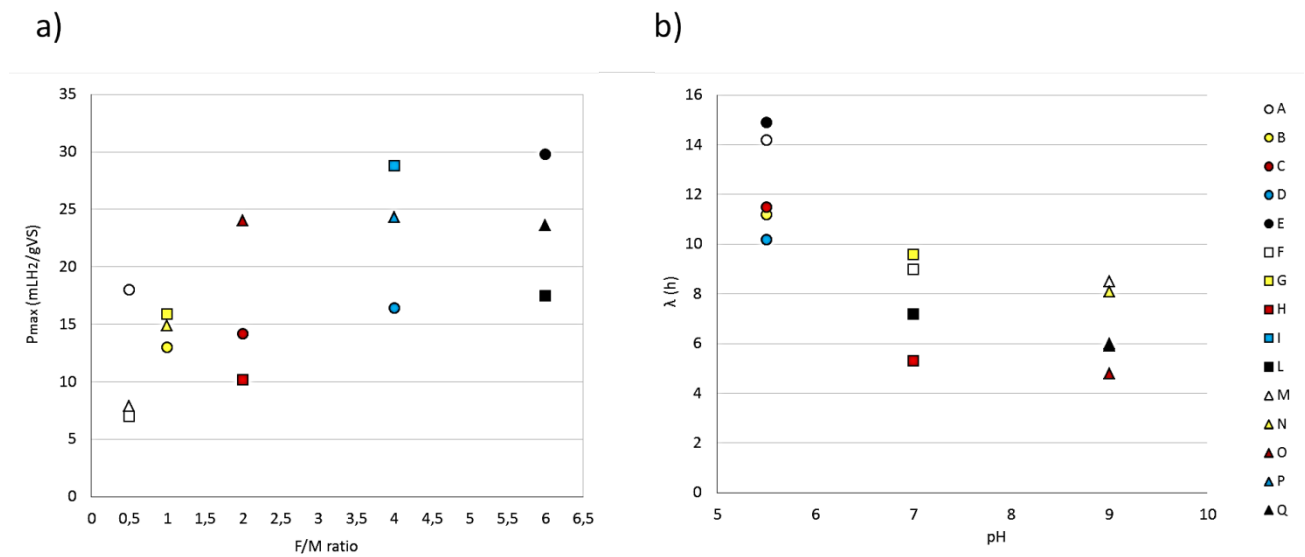 a)
35
30
25
20
15
10
5
0
Pmax (mLH2/gVS)
0 0,5 1 1,5 2 2,5 3 3,5 4 4,5 5 5,5 6 6,5
F/M ratio
b)
16
14
12
10
8
6
4
2
0
λ (h)
5 6 7 8 9 10
pH
A
B
C
D
E
F
G
H
I
L
M
N
O
P
Q